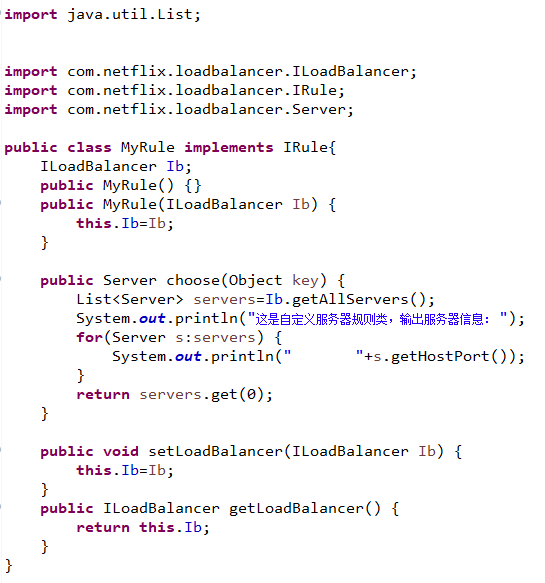 import java.util.List;
import com.netflix.loadbalancer.ILoadBalancer;
import com.netflix.loadbalancer.IRule;
import com.netflix.loadbalancer.Server;
public class MyRule implements IRule{
    ILoadBalancer Ib;
    public MyRule() {}
    public MyRule(ILoadBalancer Ib) {
        this.Ib=Ib;
    }
    public Server choose(Object key) {
        List<Server> servers=Ib.getAllServers();
        System.out.println("这是自定义服务器规则类，输出服务器信息：");
        for(Server s:servers) {
            System.out.println("       "+s.getHostPort());
        }
        return servers.get(0);
    }
    public void setLoadBalancer(ILoadBalancer Ib) {
        this.Ib=Ib;
    }
    public ILoadBalancer getLoadBalancer() {
        return this.Ib;
    }
}